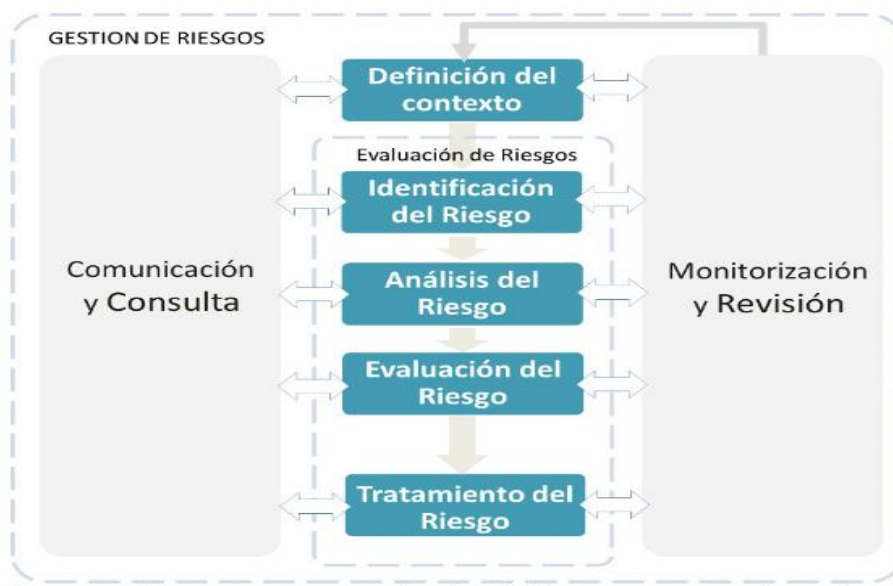 GESTION DE RIESGOS
Definición del
contexto
Evaluación de Riesgos
Identificación
del Riesgo
Comunicación
y Consulta
Análisis del
Riesgo
Monitorización
y Revisión
Evaluación del
Riesgo
Tratamiento del
Riesgo